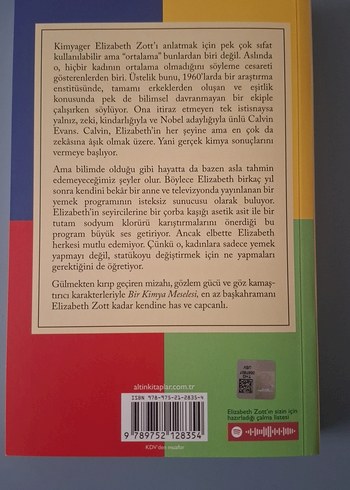 Kimyager Elizabeth Zott'ı anlatmak için pek çok sıfat
kullanılabilir ama "ortalama" bunlardan biri değil. Aslında
o, hiçbir kadının ortalama olmadığını söyleme cesareti
gösterenlerden biri. Üstelik bunu, 1960'larda bir araştırma
enstitüsünde, tamamı erkeklerden oluşan ve eşitlik
konusunda pek de bilimsel davranmayan bir ekiple
çalışırken söylüyor. Ona itiraz etmeyen tek istisnaysa
yalnız, zeki, kindarlığıyla ve Nobel adaylığıyla ünlü Calvin
Evans. Calvin, Elizabeth'in her şeyine ama en çok da
zekâsına âşık olmak üzere. Yani gerçek kimya sonuçlarını
vermeye başlıyor.
Ama bilimde olduğu gibi hayatta da bazen asla tahmin
edemeyeceğimiz şeyler olur. Böylece Elizabeth birkaç yıl
sonra kendini bekâr bir anne ve televizyonda yayınlanan bir
yemek programının isteksiz sunucusu olarak buluyor.
Elizabeth'in seyircilerine bir çorba kaşığı asetik asit ile bir
tutam sodyum klorürü karıştırmalarını önerdiği bu
program büyük ses getiriyor. Ancak elbette Elizabeth
herkesi mutlu edemiyor. Çünkü o, kadınlara sadece yemek
yapmayı değil, statükoyu değiştirmek için ne yapmaları
gerektiğini de öğretiyor.
Gülmekten kırıp geçiren mizahı, gözlem gücü ve göz kamaş-
tırıcı karakterleriyle Bir Kimya Meselesi, en az başkahramanı
Elizabeth Zott kadar kendine has ve capcanlı.
altinkitaplar.com.tr
ISBN 978-975-21-2835-4
9 789752 128354
KDV'den muaftır
Elizabeth Zott'ın sizin için
hazırladığı çalma listesi